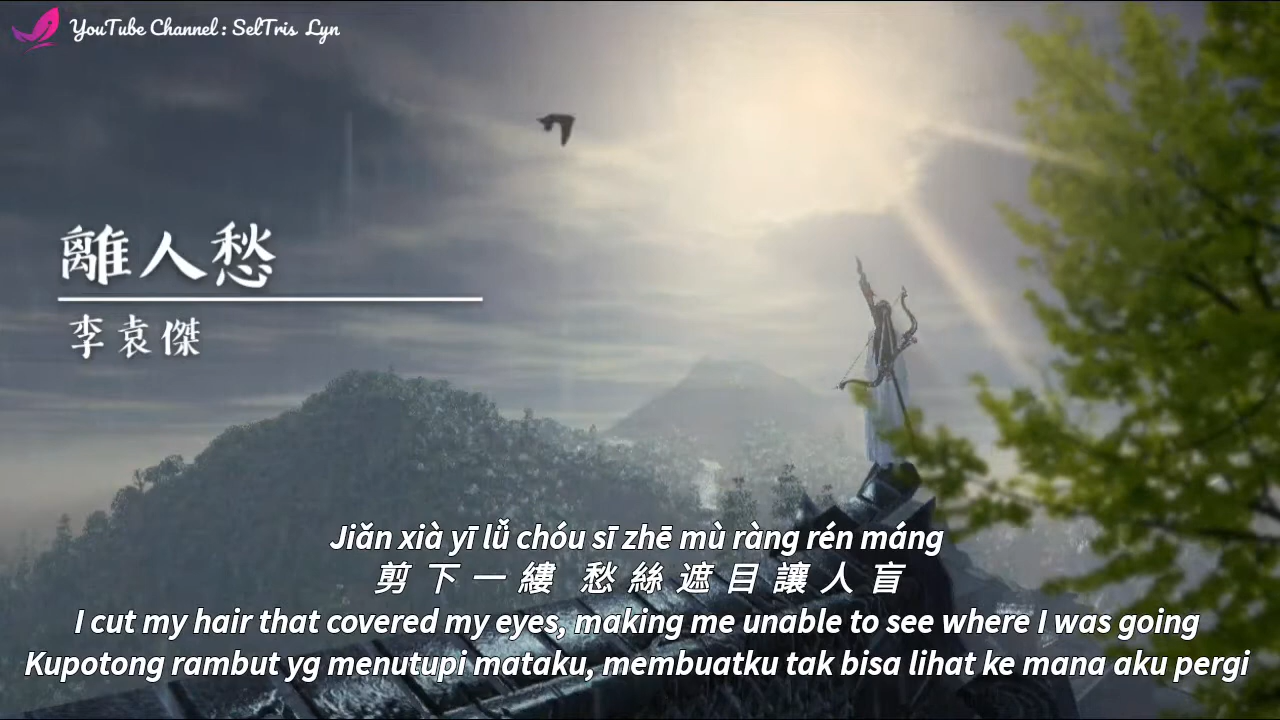 YouTube Channel : SelTris Lyn
離人愁
李袁傑
Jiǎn xià yī lǚ chóu sī zhē mù ràng rén máng
剪下一縷 愁絲遮目讓人盲
I cut my hair that covered my eyes, making me unable to see where I was going
Kupotong rambut yg menutupi mataku, membuatku tak bisa lihat ke mana aku pergi